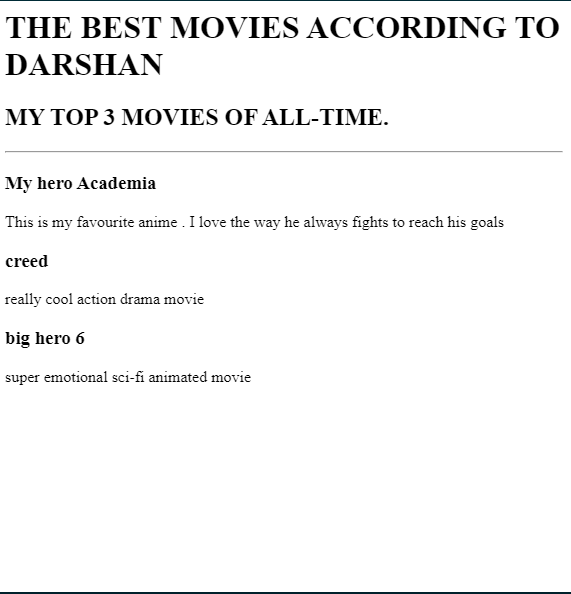 THE BEST MOVIES ACCORDING TO
DARSHAN
MY TOP 3 MOVIES OF ALL-TIME.
My hero Academia
This is my favourite anime . I love the way he always fights to reach his goals
creed
really cool action drama movie
big hero 6
super emotional sci-fi animated movie